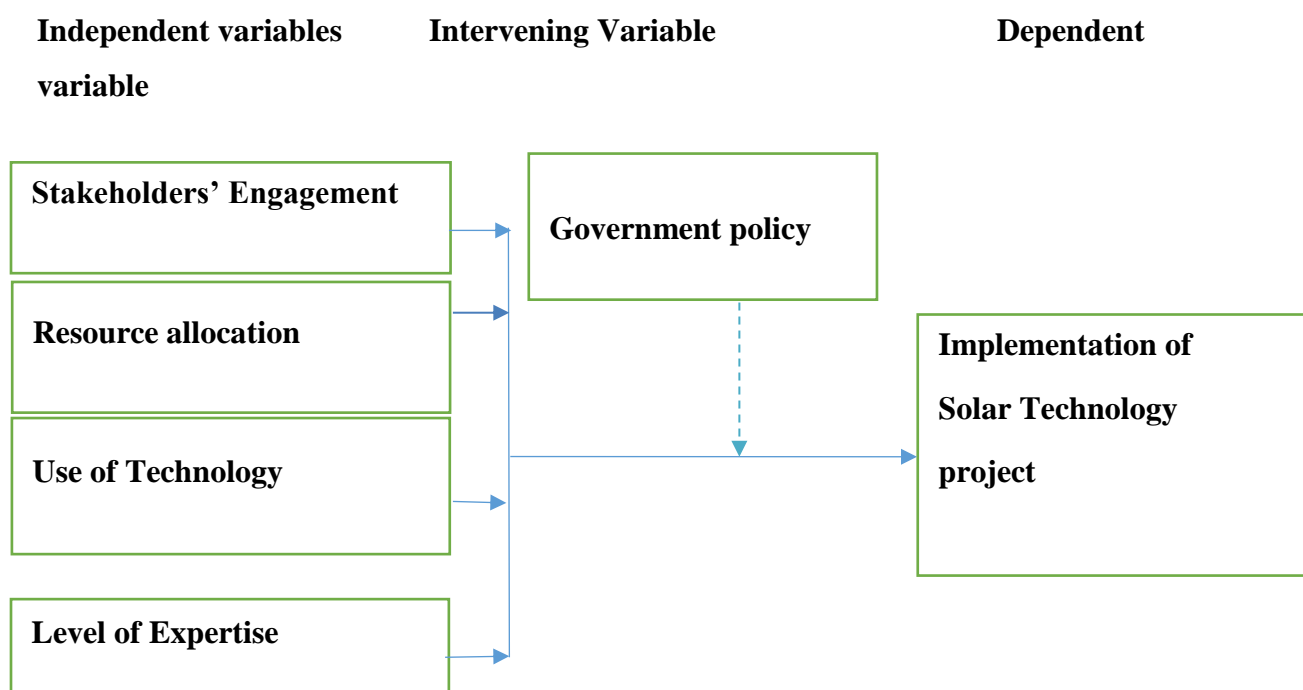 Independent variables Intervening Variable Dependent
variable
Stakeholders’ Engagement
Government policy
Resource allocation
Implementation of
Solar Technology
project
Use of Technology
Level of Expertise